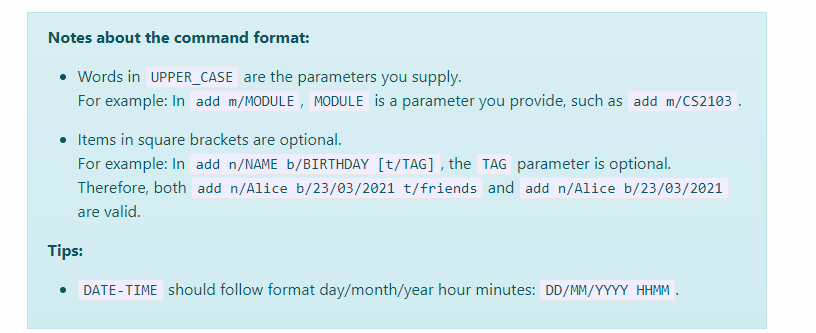 Notes about the command format:
• Words in UPPER_CASE are the parameters you supply.
For example: In add m/MODULE , MODULE is a parameter you provide, such as add m/CS2103 .
• Items in square brackets are optional.
For example: In add n/NAME b/BIRTHDAY [t/TAG] , the TAG parameter is optional.
Therefore, both add n/Alice b/23/03/2021 t/friends and add n/Alice b/23/03/2021
are valid.
Tips:
• DATE-TIME should follow format day/month/year hour minutes: DD/MM/YYYY HHMM .